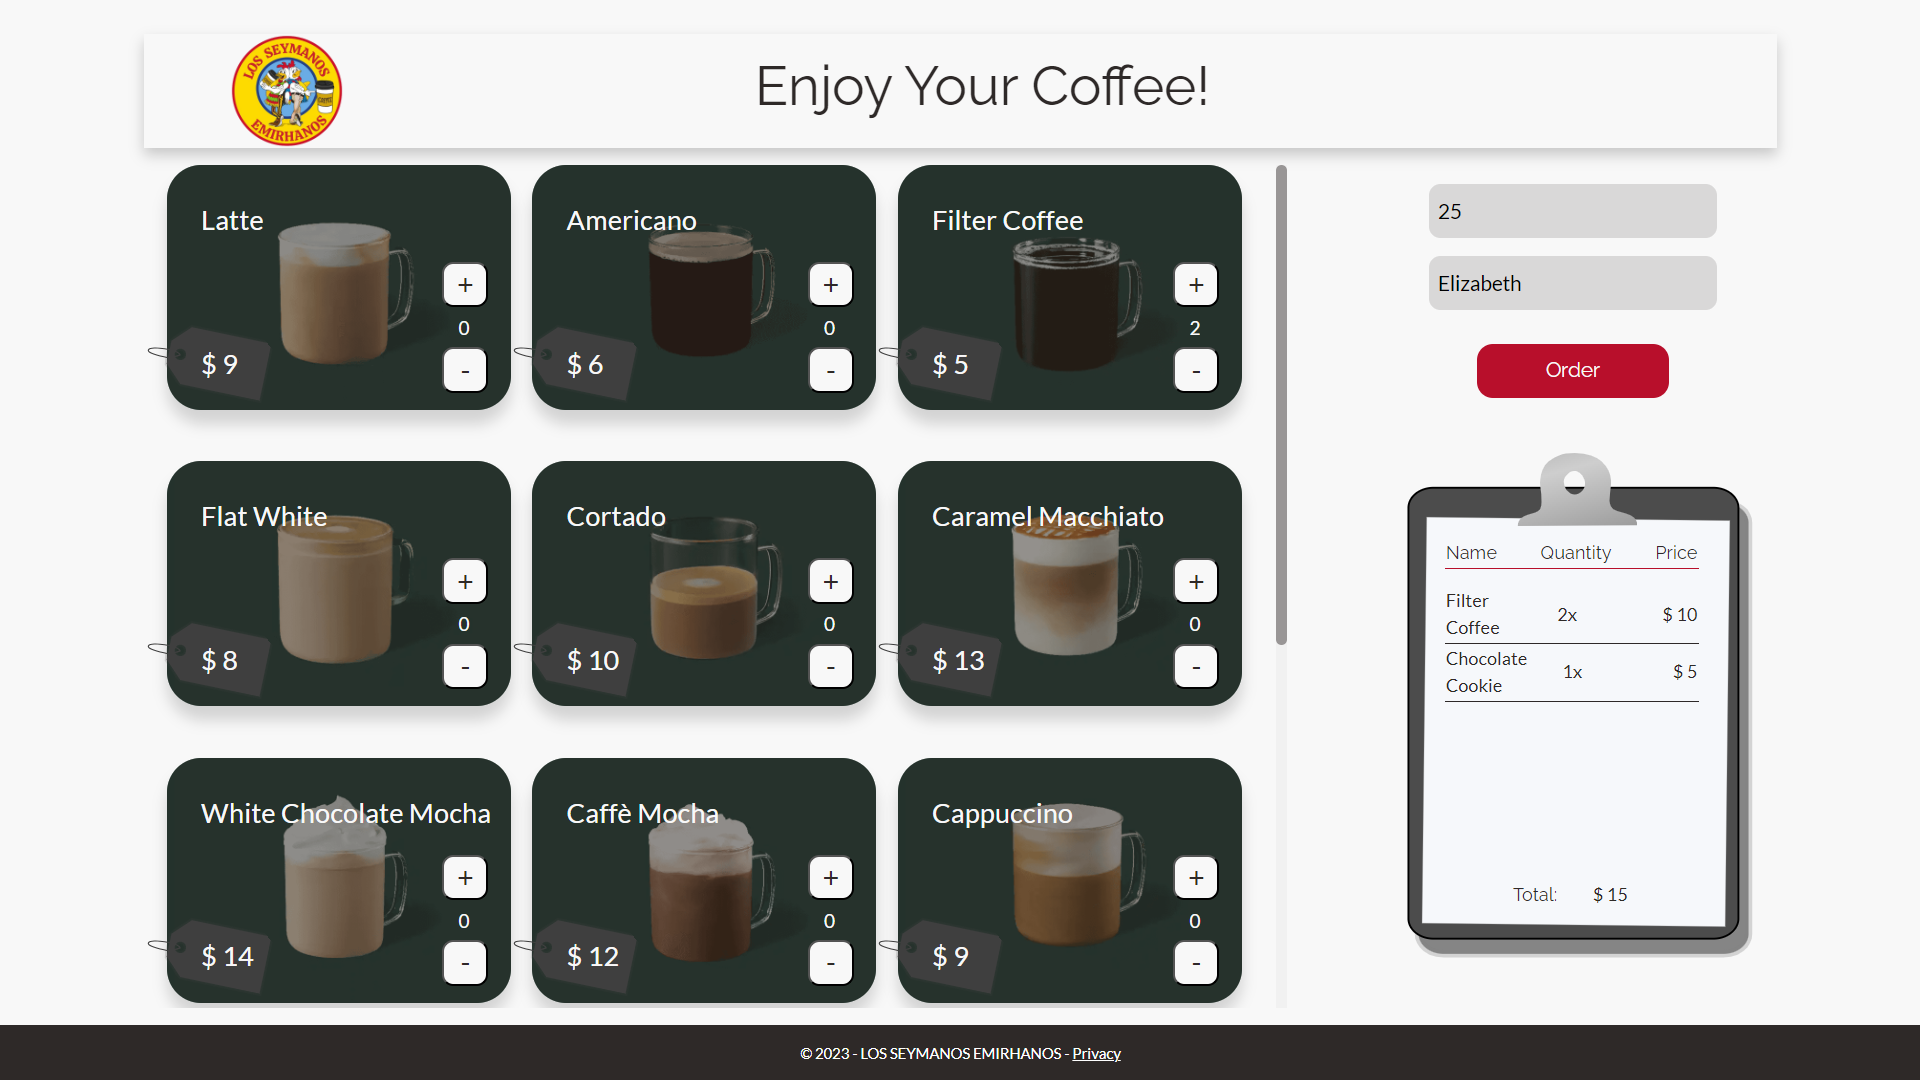 LOS SEYMANOS
EMIRHANOS
Enjoy Your Coffee!
Latte
+
0
-
$ 9
Americano
+
0
-
$ 6
Filter Coffee
+
2
-
$ 5
Flat White
+
0
-
$ 8
Cortado
+
0
-
$ 10
Caramel Macchiato
+
0
-
$ 13
White Chocolate Mocha
+
0
-
$ 14
Caffè Mocha
+
0
-
$ 12
Cappuccino
+
0
-
$ 9
25
Elizabeth
Order
Name Quantity Price
Filter
Coffee 2x $ 10
Chocolate
Cookie 1x $ 5
Total: $ 15
© 2023 - LOS SEYMANOS EMIRHANOS - Privacy